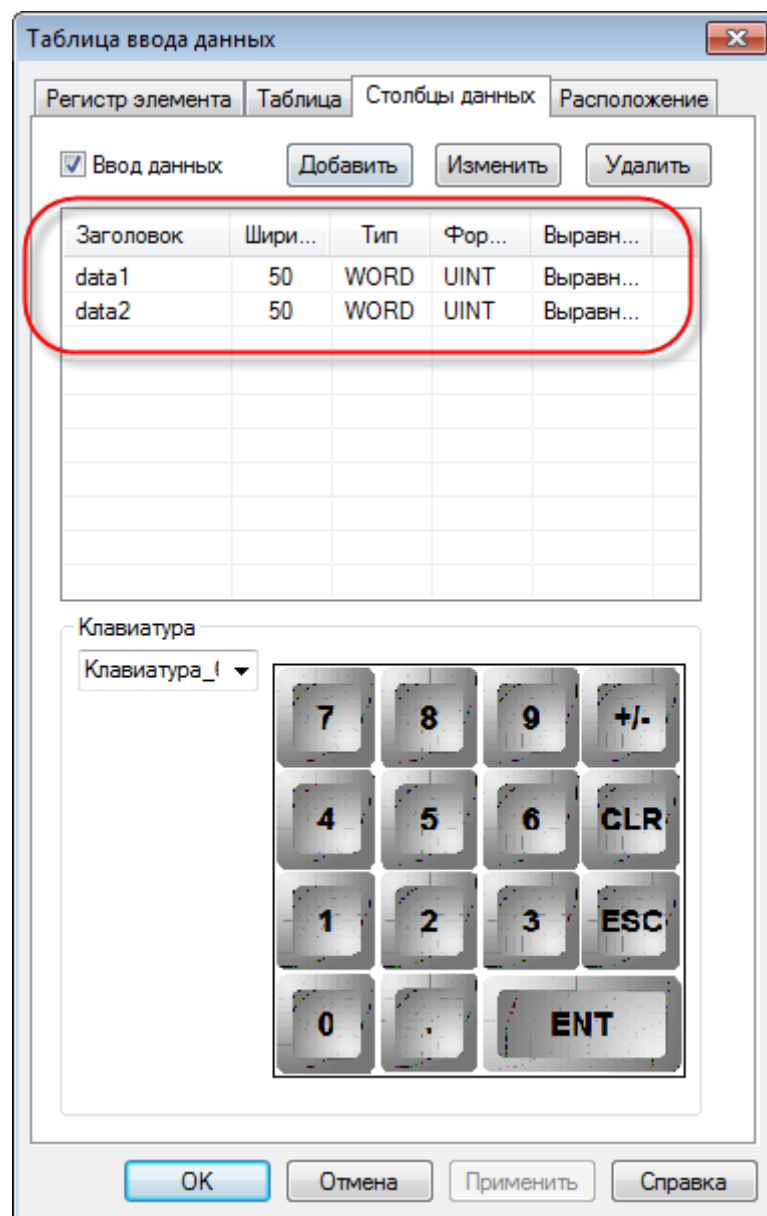 Таблица ввода данных
Регистр элемента Таблица Столбцы данных Расположение
Ввод данных Добавить Изменить Удалить
Заголовок Шири... Тип Фор... Выравн...
data1 50 WORD UINT Выравн...
data2 50 WORD UINT Выравн...
Клавиатура
Клавиатура_
7 8 9 +/-
4 5 6 CLR
1 2 3 ESC
0 . ENT
OK Отмена Применить Справка